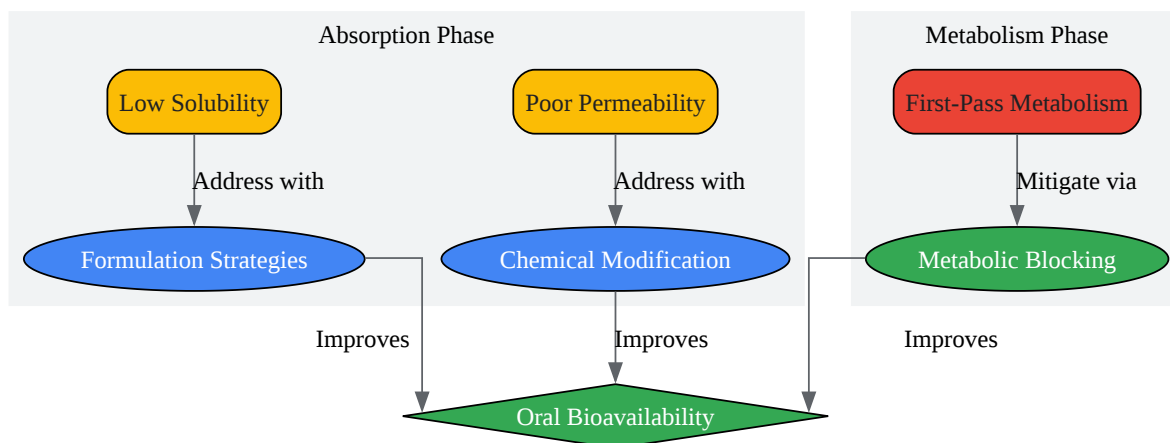 Absorption Phase
Metabolism Phase
Low Solubility
Poor Permeability
First-Pass Metabolism
Address with
Address with
Mitigate via
Formulation Strategies
Chemical Modification
Metabolic Blocking
Improves
Improves
Improves
Oral Bioavailability